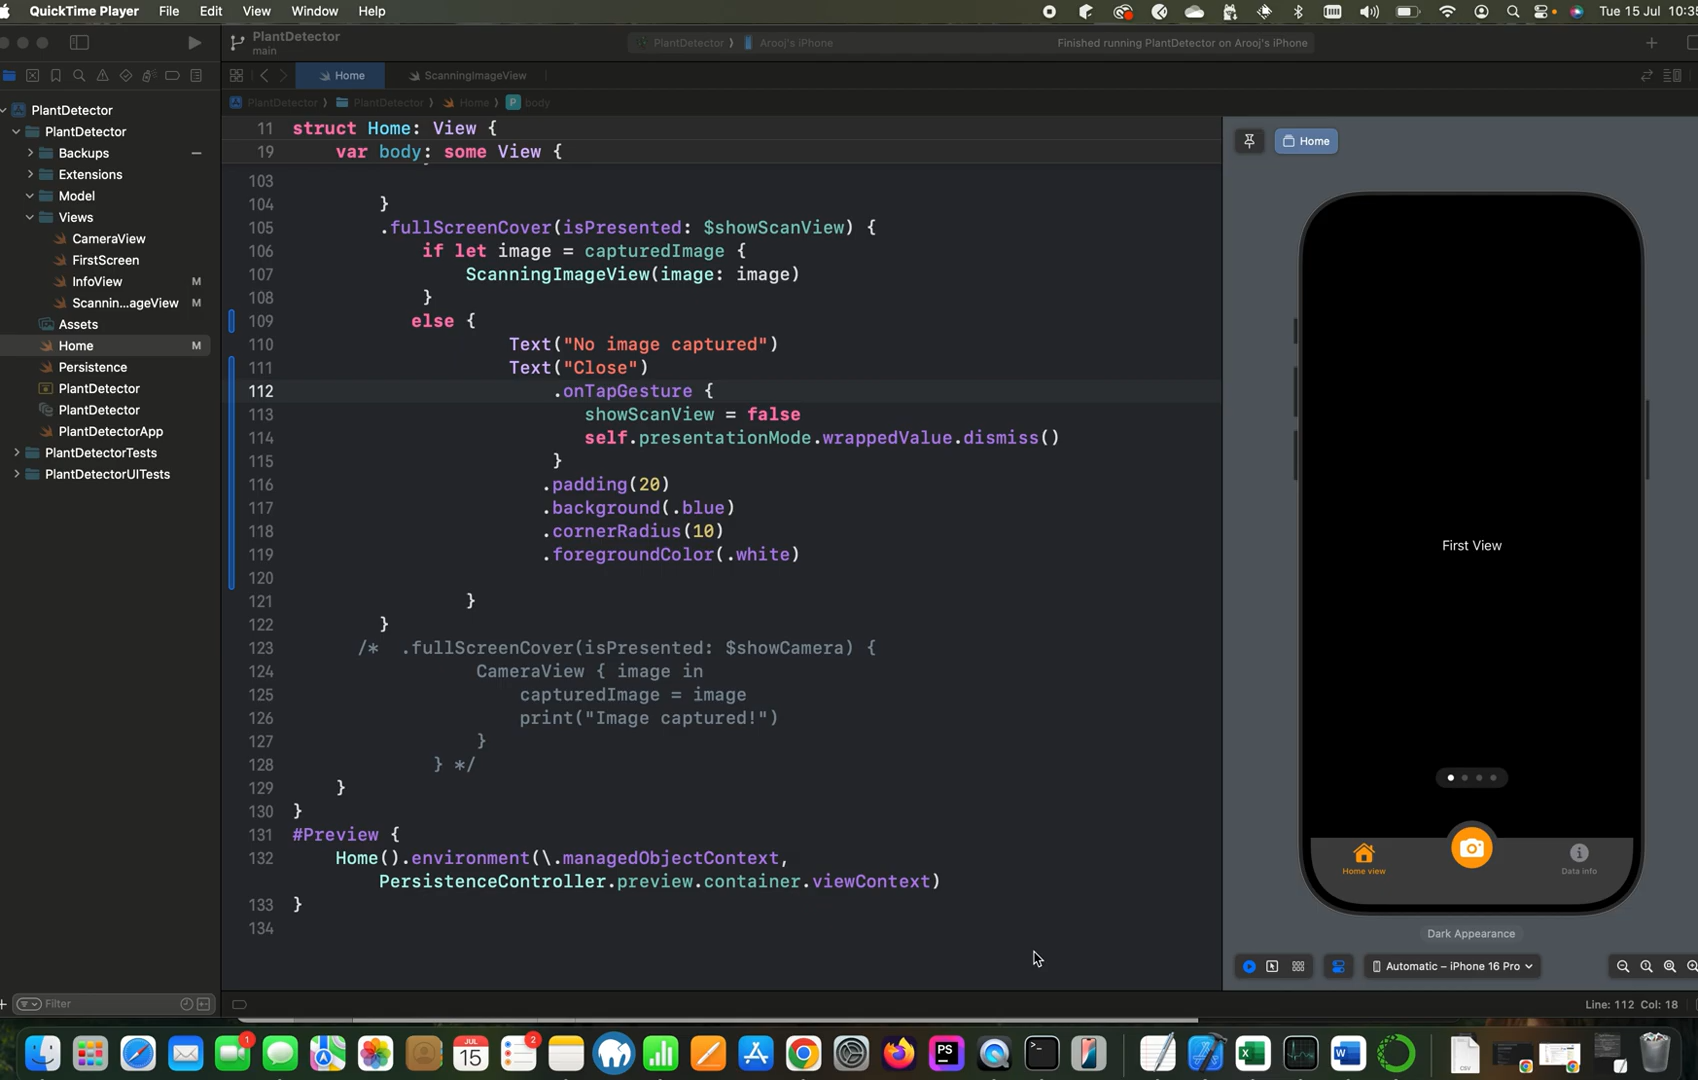 QuickTime Player File Edit View Window Help
Tue 15 Jul 10:35
PlantDetector
main
PlantDetector 〉 Arooj's iPhone
Finished running PlantDetector on Arooj's iPhone
Home
ScanningImageView
PlantDetector 〉 PlantDetector 〉 Home 〉 P body
PlantDetector
PlantDetector
Backups
Extensions
Model
Views
CameraView
FirstScreen
InfoView M
Scannin...ageView M
Assets
Home M
Persistence
PlantDetector
PlantDetector
PlantDetectorApp
PlantDetectorTests
PlantDetectorUITests
Filter
11 struct Home: View {
19 var body: some View {
103
104 }
105 .fullScreenCover(isPresented: $showScanView) {
106 if let image = capturedImage {
107 ScanningImageView(image: image)
108 }
109 else {
110 Text("No image captured")
111 Text("Close")
112 .onTapGesture {
113 showScanView = false
114 self.presentationMode.wrappedValue.dismiss()
115 }
116 .padding(20)
117 .background(.blue)
118 .cornerRadius(10)
119 .foregroundColor(.white)
120
121 }
122 }
123 /* .fullScreenCover(isPresented: $showCamera) {
124 CameraView { image in
125 capturedImage = image
126 print("Image captured!")
127 }
128 } */
129 }
130 }
131 #Preview {
132 Home().environment(\.managedObjectContext,
PersistenceController.preview.container.viewContext)
133 }
134
Home
First View
Home view
Data info
Dark Appearance
Automatic – iPhone 16 Pro
Line: 112 Col: 18
1
JUL
15
2
PS
CSV